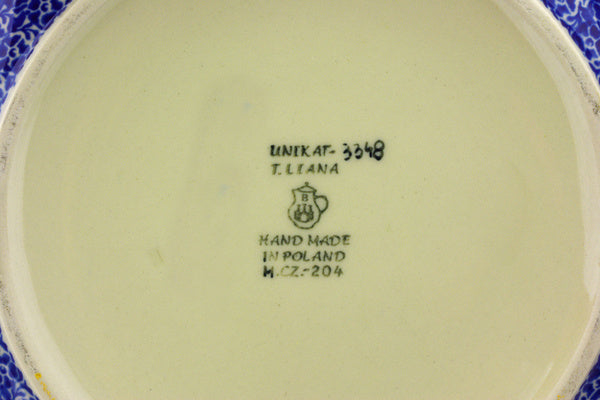 UNIKAT-3348
T. LIANA
B
HAND MADE
IN POLAND
M.CZ.-204